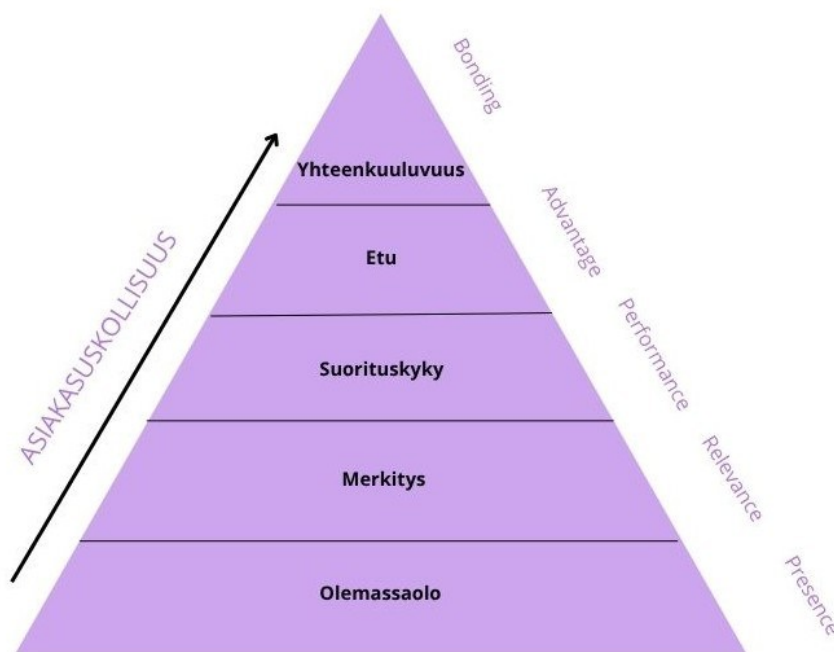 Bonding
Yhteenkuuluvuus
Advantage
Etu
ASIAKASUSKOLLISUUS
Performance
Suorituskyky
Relevance
Merkitys
Presence
Olemassaolo